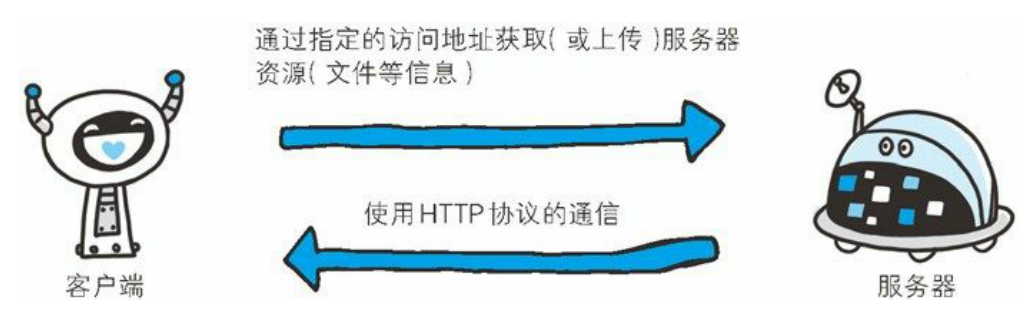 通过指定的访问地址获取( 或上传 )服务器
资源( 文件等信息 )
使用HTTP协议的通信
客户端
服务器